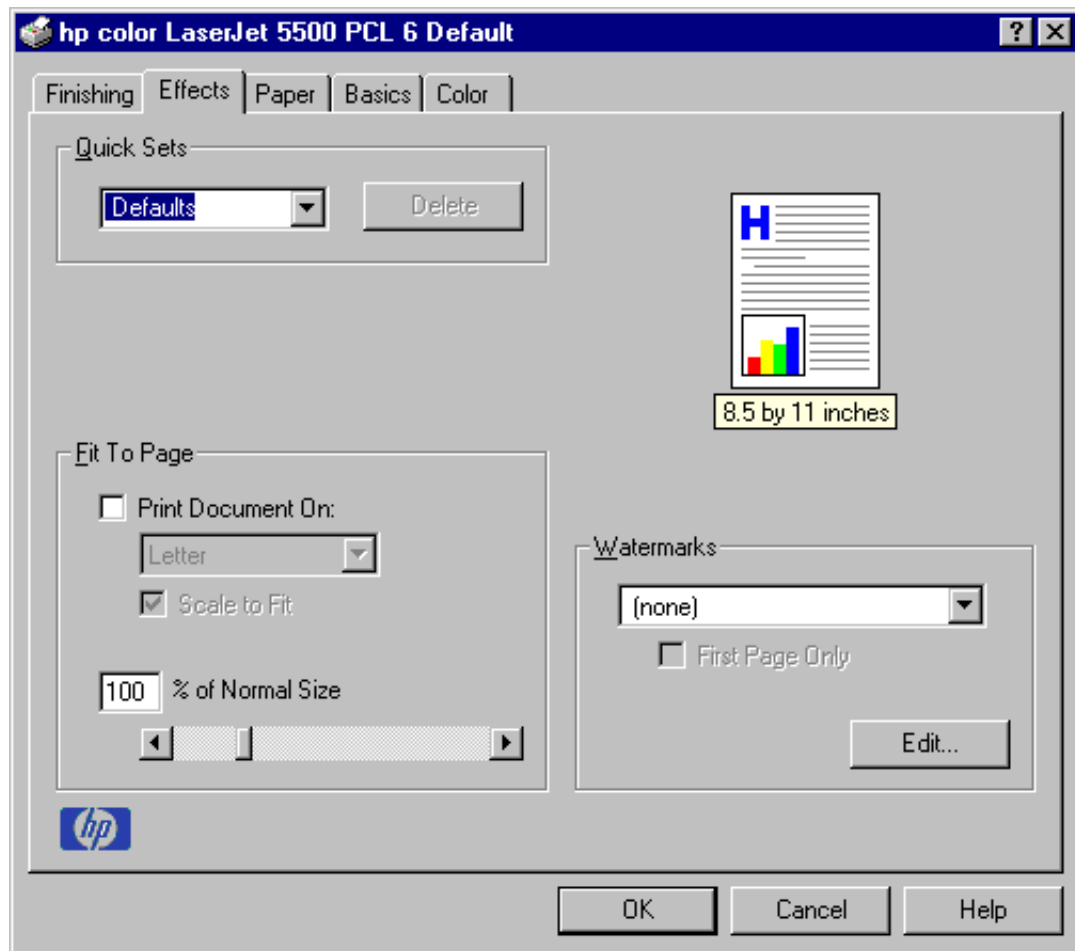 hp color LaserJet 5500 PCL 6 Default
Finishing Effects Paper Basics Color
Quick Sets
Defaults Delete
H
8.5 by 11 inches
Fit To Page
Print Document On:
Letter
Scale to Fit
100 % of Normal Size
Watermarks
(none)
First Page Only
Edit...
hp
OK Cancel Help